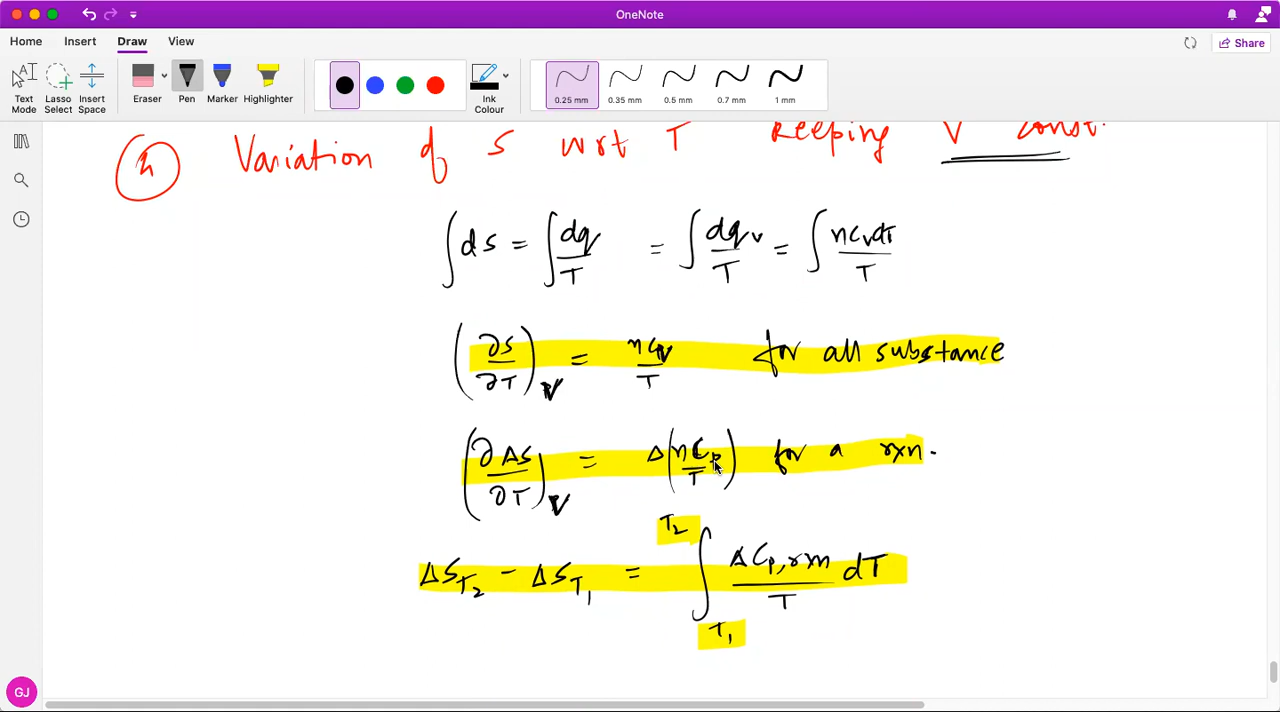 OneNote
Home Insert Draw View
Share
Text Mode
Lasso Select
Insert Space
Eraser
Pen
Marker
Highlighter
0.25 mm
0.35 mm
0.5 mm
0.7 mm
1 mm
Ink Colour
Variation of S wrt T keeping V const.
∫ds = ∫dq/T = ∫dqv/T = ∫nCvdT/T
(∂S/∂T)V = nCV/T for all substance
(∂ΔS/∂T)V = Δ(nCP/T) for a rxn.
ΔST2 - ΔST1 = ∫T1T2 ΔCP,rxn/T dT
GJ